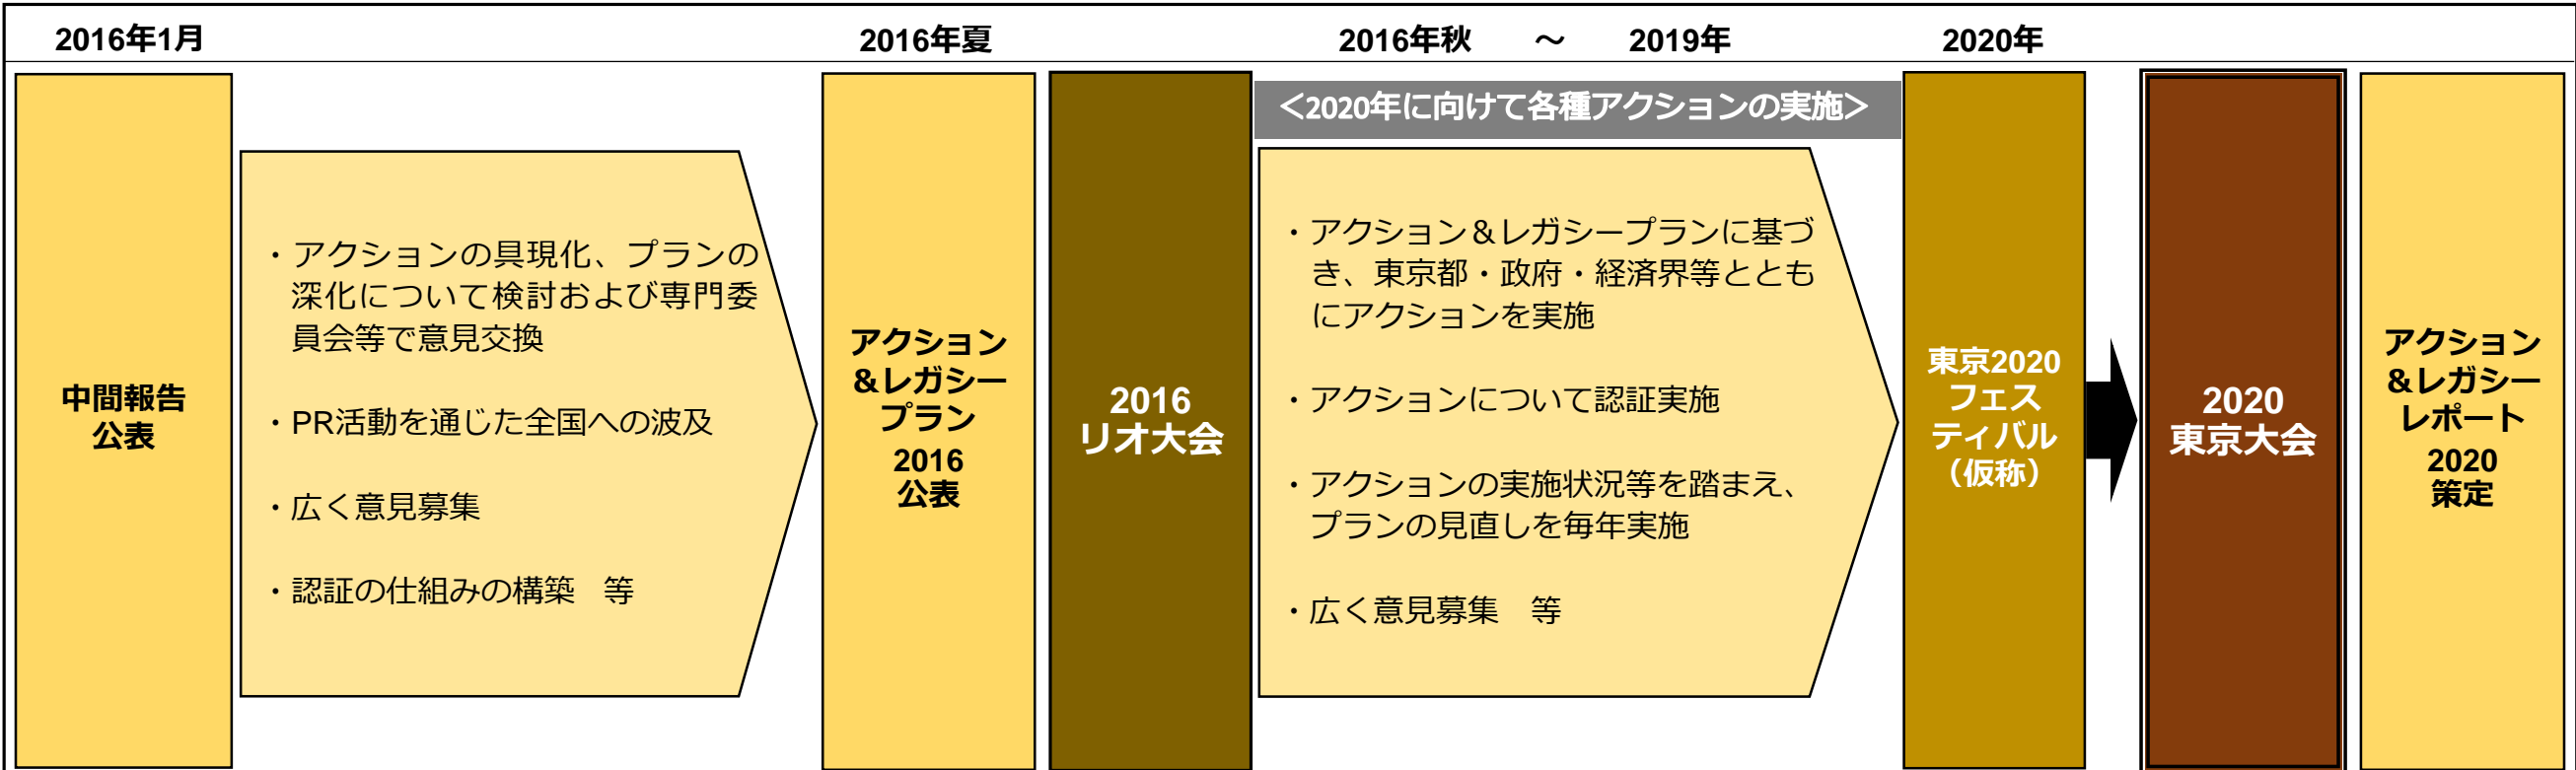 2016年1月
2016年夏
2016年秋　～　2019年
2020年
中間報告
公表
・アクションの具現化、プランの
深化について検討および専門委
員会等で意見交換
・PR活動を通じた全国への波及
・広く意見募集
・認証の仕組みの構築　等
アクション
&レガシー
プラン
2016
公表
2016
リオ大会
＜2020年に向けて各種アクションの実施＞
・アクション＆レガシープランに基づ
き、東京都・政府・経済界等ととも
にアクションを実施
・アクションについて認証実施
・アクションの実施状況等を踏まえ、
プランの見直しを毎年実施
・広く意見募集　等
東京2020
フェス
ティバル
（仮称）
2020
東京大会
アクション
&レガシー
レポート
2020
策定